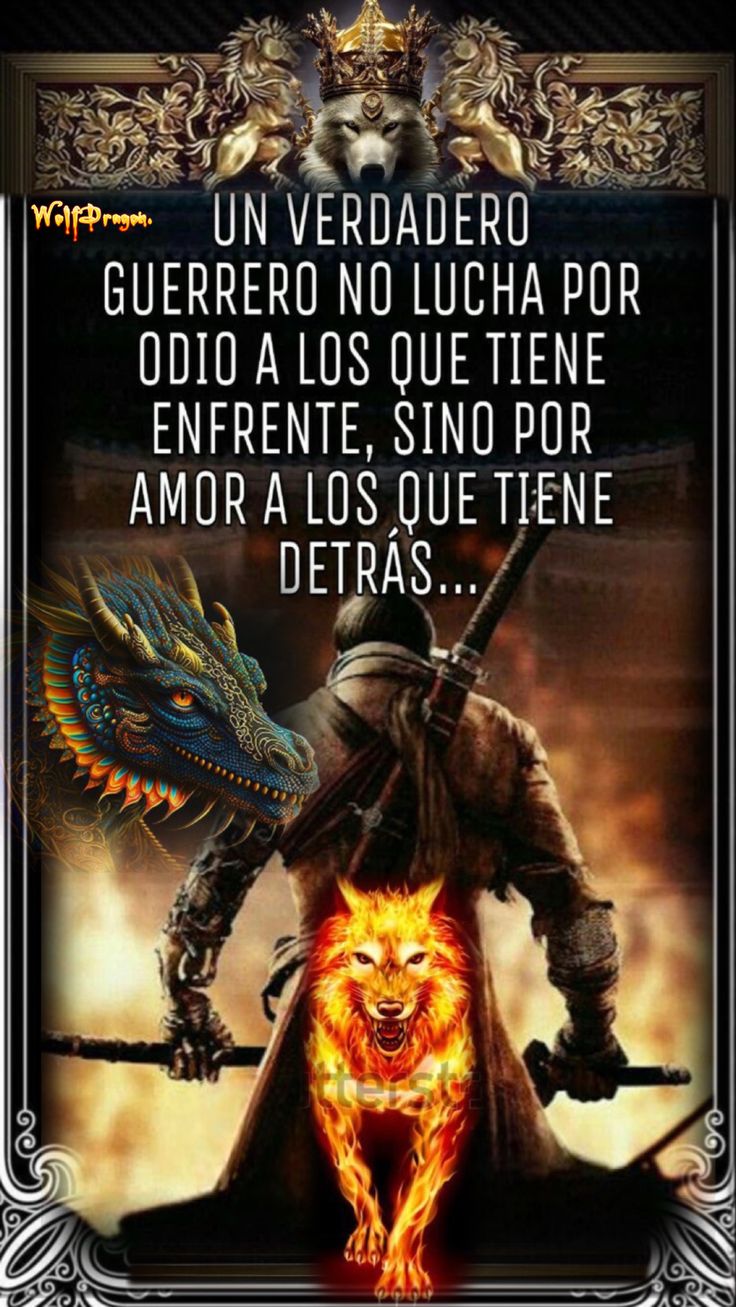 WolfDragon.
UN VERDADERO
GUERRERO NO LUCHA POR
ODIO A LOS QUE TIENE
ENFRENTE, SINO POR
AMOR A LOS QUE TIENE
DETRÁS...